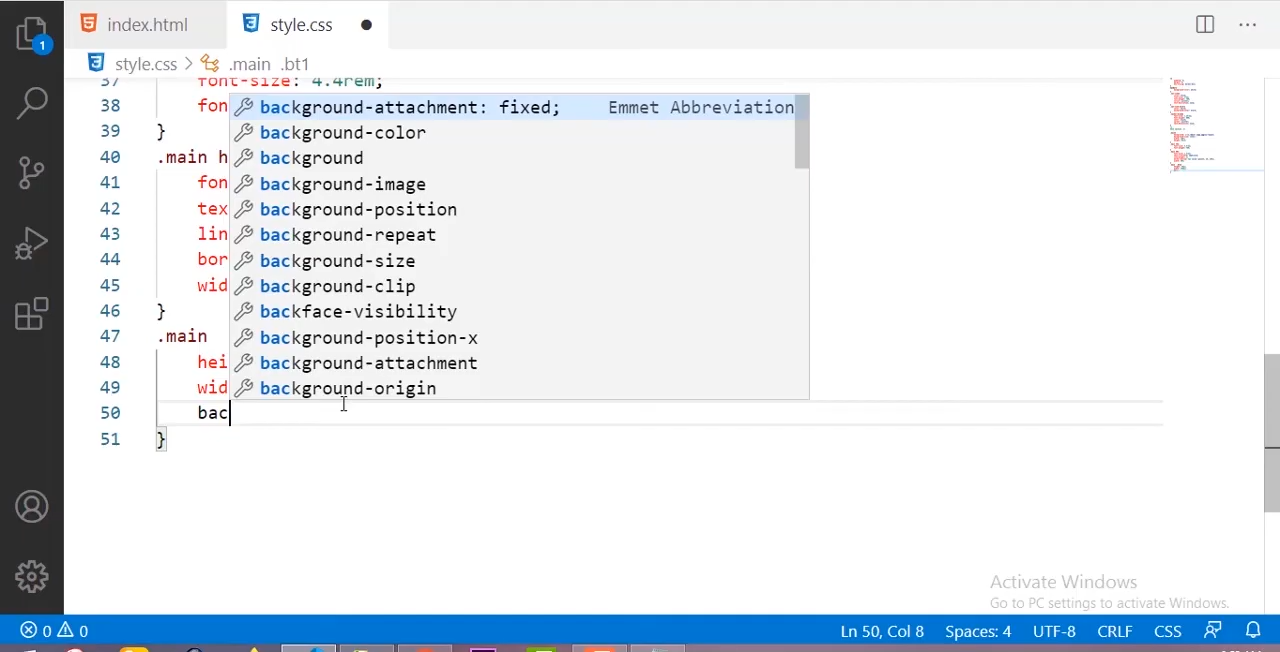 index.html
style.css
1
style.css > .main .bt1
37 font-size: 4.4rem;
38 fon
39 }
40 .main h
41 fon
42 tex
43 lin
44 bor
45 wid
46 }
47 .main
48 hei
49 wid
50 bac
51 }
background-attachment: fixed; Emmet Abbreviation
background-color
background
background-image
background-position
background-repeat
background-size
background-clip
backface-visibility
background-position-x
background-attachment
background-origin
Activate Windows
Go to PC settings to activate Windows.
0 0 Ln 50, Col 8 Spaces: 4 UTF-8 CRLF CSS